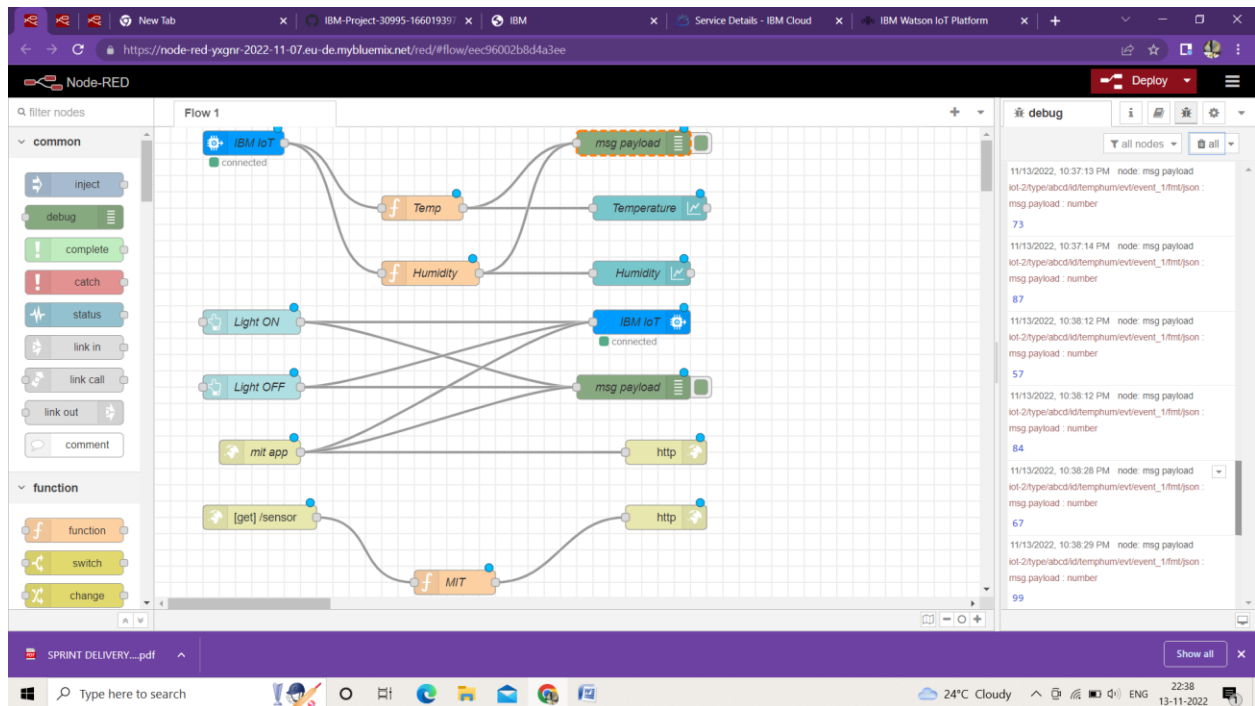 New Tab
IBM-Project-30995-166019397
IBM
Service Details - IBM Cloud
IBM Watson IoT Platform
https://node-red-yxgnr-2022-11-07.eu-de.mybluemix.net/red/#flow/eec96002b8d4a3ee
Node-RED
Deploy
filter nodes
common
inject
debug
complete
catch
status
link in
link call
link out
comment
function
function
switch
change
Flow 1
IBM IoT
connected
msg payload
Temp
Temperature
Humidity
Humidity
Light ON
IBM IoT
connected
Light OFF
msg payload
mit app
http
[get] /sensor
http
MIT
debug
all nodes
all
11/13/2022, 10:37:13 PM node: msg payload
iot-2/type/abcd/id/temphum/evt/event_1/fmt/json :
msg.payload : number
73
11/13/2022, 10:37:14 PM node: msg payload
iot-2/type/abcd/id/temphum/evt/event_1/fmt/json :
msg.payload : number
87
11/13/2022, 10:38:12 PM node: msg payload
iot-2/type/abcd/id/temphum/evt/event_1/fmt/json :
msg.payload : number
57
11/13/2022, 10:38:12 PM node: msg payload
iot-2/type/abcd/id/temphum/evt/event_1/fmt/json :
msg.payload : number
84
11/13/2022, 10:38:28 PM node: msg payload
iot-2/type/abcd/id/temphum/evt/event_1/fmt/json :
msg.payload : number
67
11/13/2022, 10:38:29 PM node: msg payload
iot-2/type/abcd/id/temphum/evt/event_1/fmt/json :
msg.payload : number
99
SPRINT DELIVERY....pdf
Show all
Type here to search
24°C Cloudy
ENG
22:38
13-11-2022